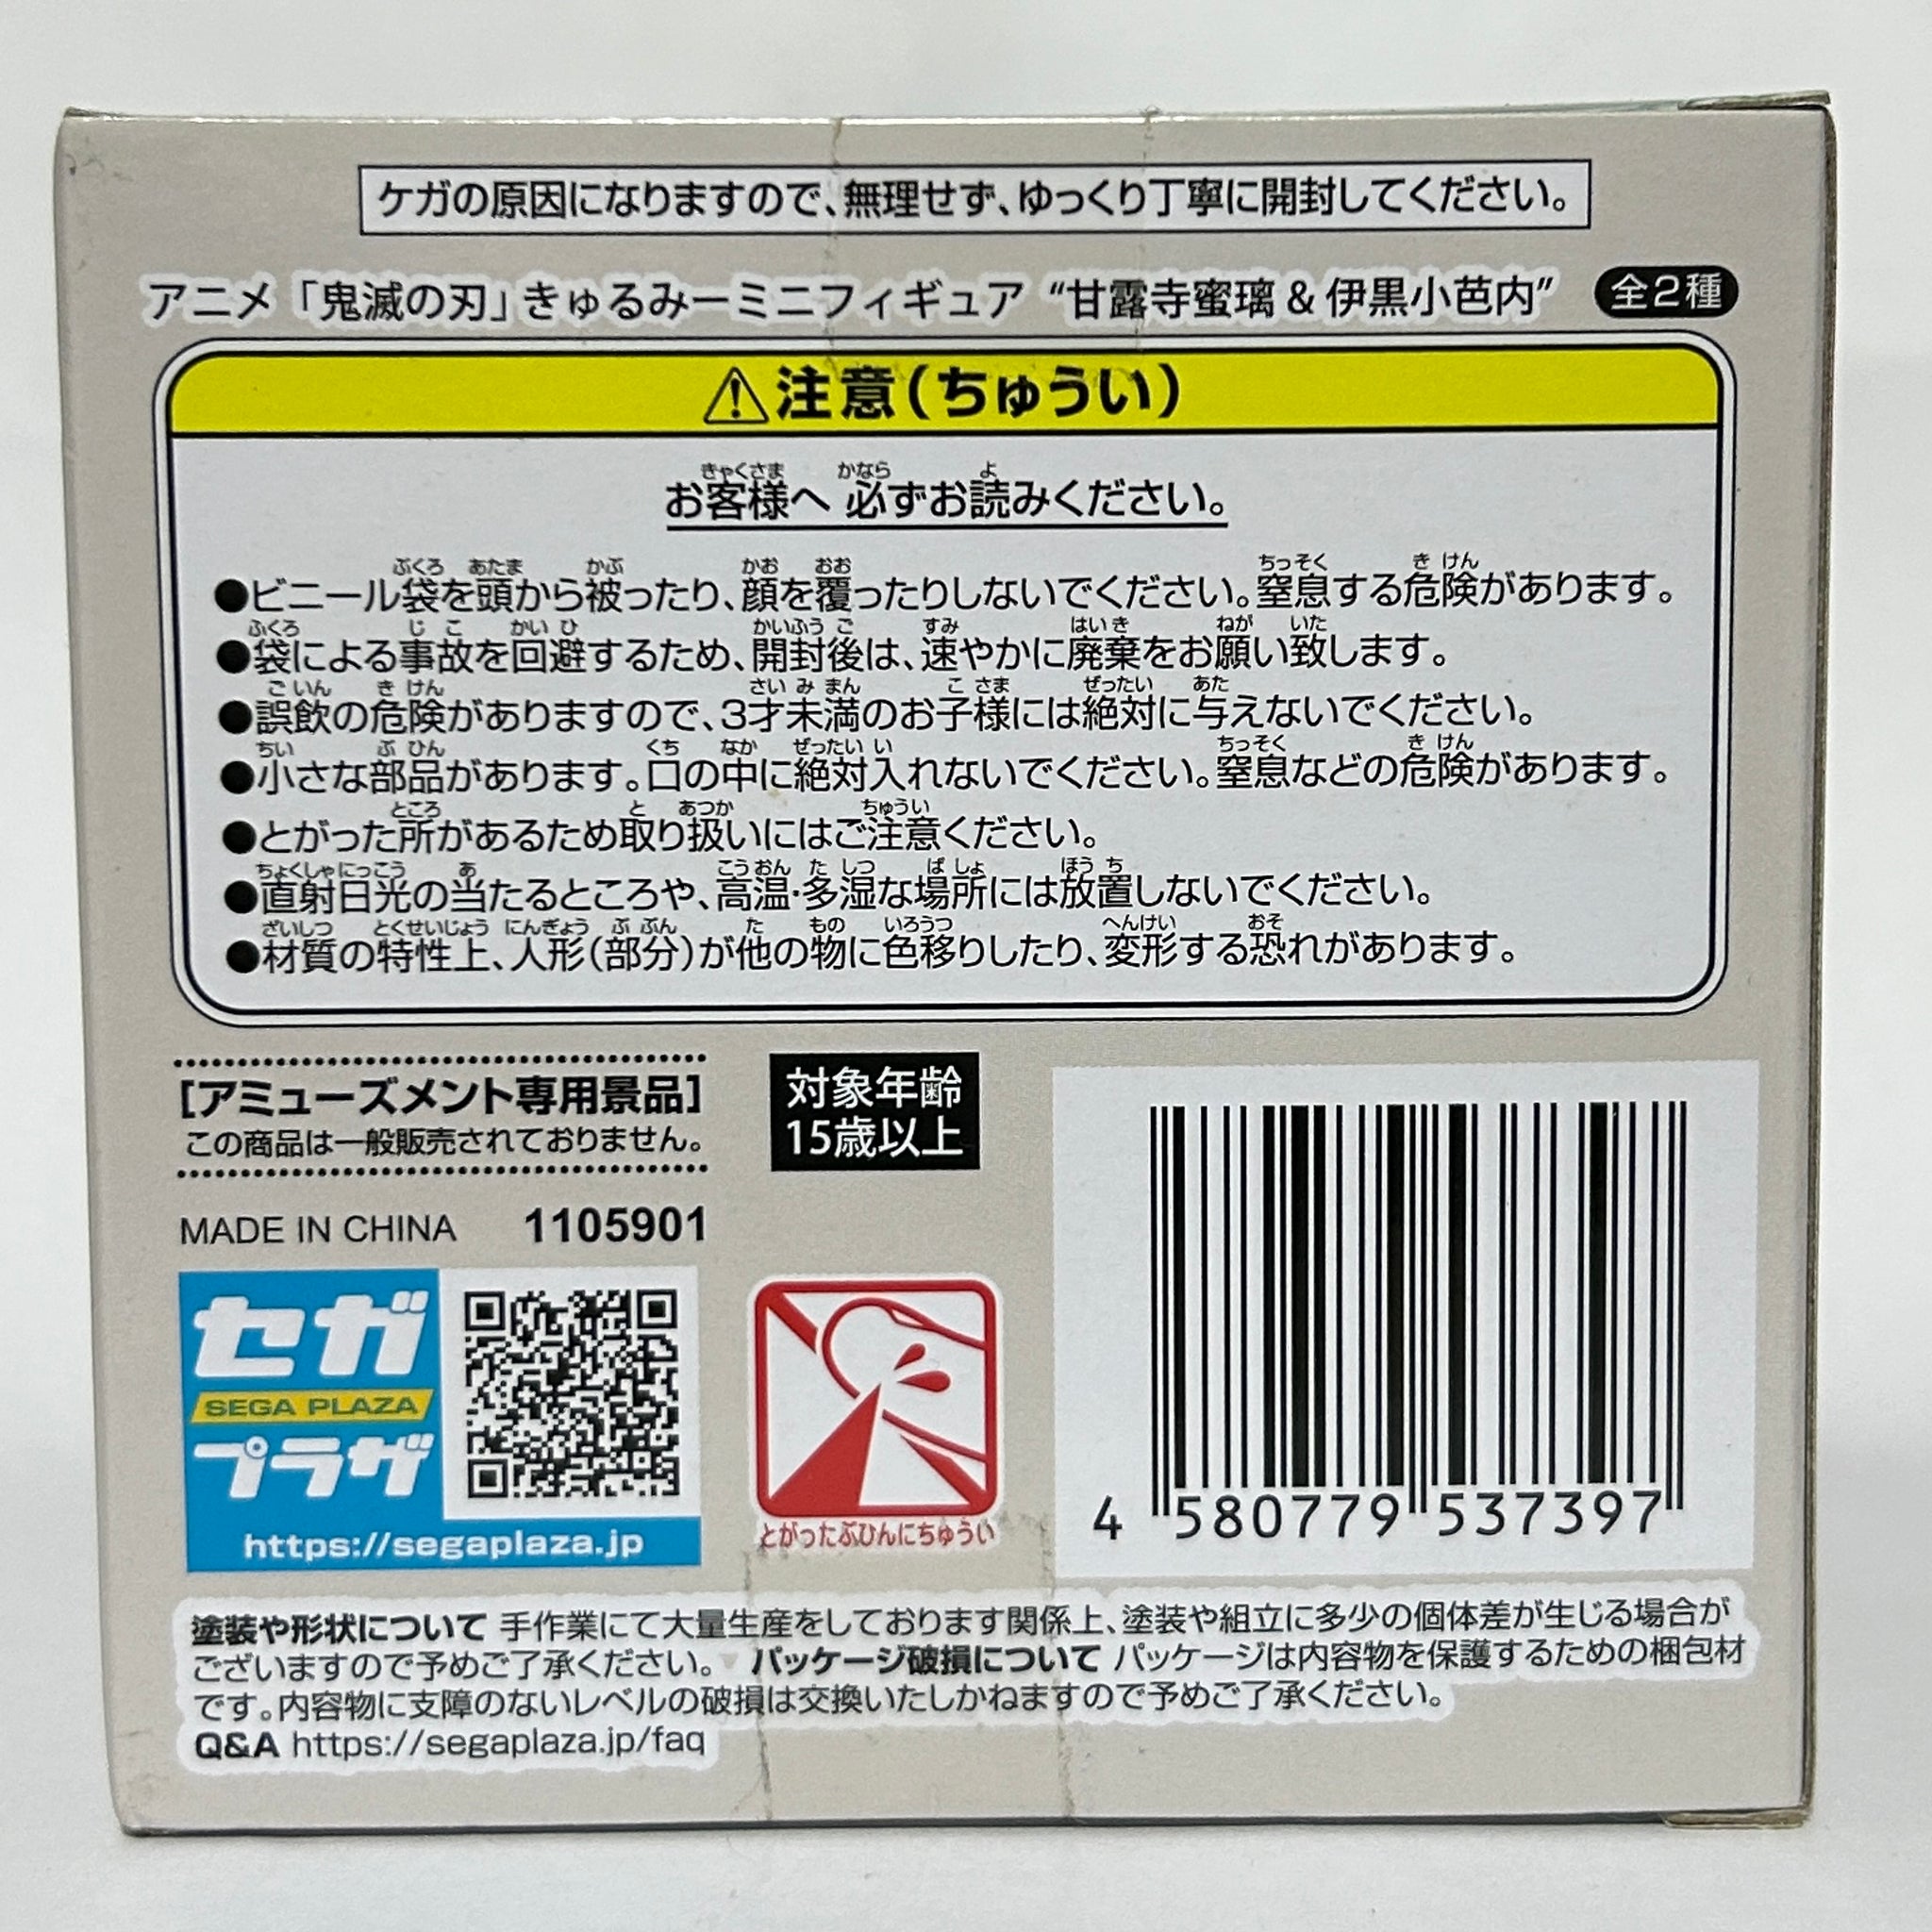 ケガの原因になりますので、無理せず、ゆっくり丁寧に開封してください。
アニメ「鬼滅の刃」きゅるみーミニフィギュア “甘露寺蜜璃 & 伊黒小芭内” 全2種
⚠注意(ちゅうい)
お客様へ 必ずお読みください。
●ビニール袋を頭から被ったり、顔を覆ったりしないでください。窒息する危険があります。
●袋による事故を回避するため、開封後は、速やかに廃棄をお願い致します。
●誤飲の危険がありますので、3才未満のお子様には絶対に与えないでください。
●小さな部品があります。口の中に絶対入れないでください。窒息などの危険があります。
●とがった所があるため取り扱いにはご注意ください。
●直射日光の当たるところや、高温・多湿な場所には放置しないでください。
●材質の特性上、人形(部分)が他の物に色移りしたり、変形する恐れがあります。
[アミューズメント専用景品]
この商品は一般販売されておりません。
対象年齢
15歳以上
MADE IN CHINA 1105901
セガ
SEGA PLAZA
プラザ
https://segaplaza.jp
とがったぶひんにちゅうい
4 580779 537397
塗装や形状について 手作業にて大量生産をしております関係上、塗装や組立に多少の個体差が生じる場合が
ございますので予めご了承ください。 パッケージ破損について パッケージは内容物を保護するための梱包材
です。内容物に支障のないレベルの破損は交換いたしかねますので予めご了承ください。
Q&A https://segaplaza.jp/faq